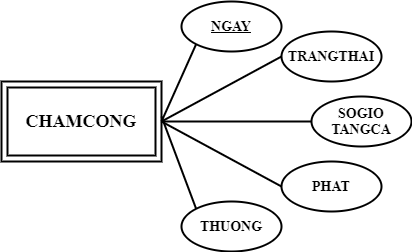 NGAY
TRANGTHAI
CHAMCONG
SOGIO
TANGCA
PHAT
THUONG